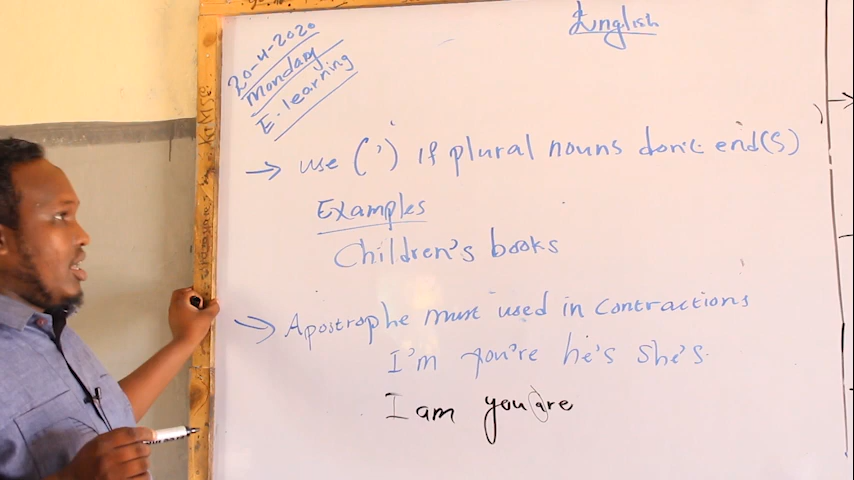 English
20-4-2020
Monday
E-learning
→ use (') if plural nouns don't end(s)
Examples
Children's books
→ Apostrophe must used in contractions
I'm you're he's she's.
I am you are